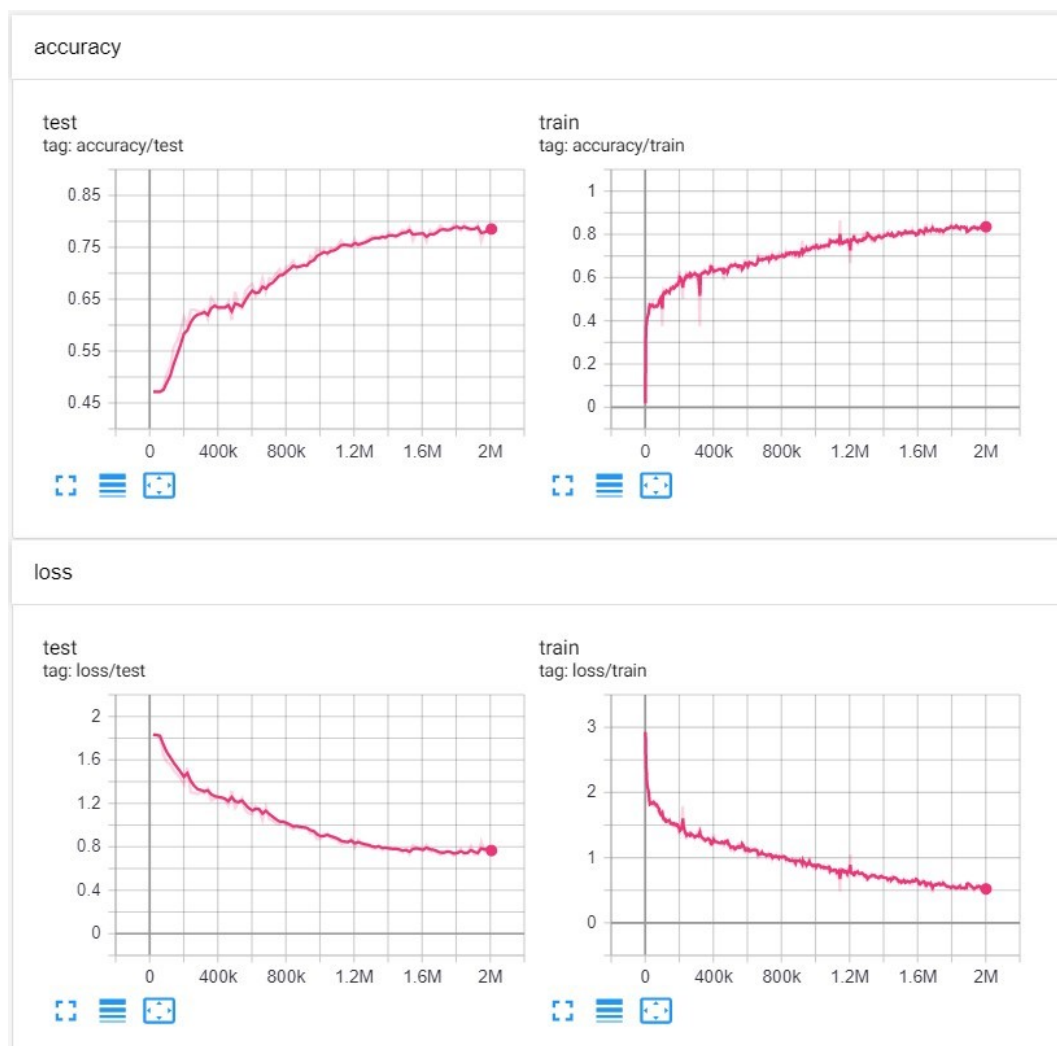 accuracy
test
tag: accuracy/test
0.85
0.75
0.65
0.55
0.45
0 400k 800k 1.2M 1.6M 2M
train
tag: accuracy/train
1
0.8
0.6
0.4
0.2
0
0 400k 800k 1.2M 1.6M 2M
loss
test
tag: loss/test
2
1.6
1.2
0.8
0.4
0
0 400k 800k 1.2M 1.6M 2M
train
tag: loss/train
3
2
1
0
0 400k 800k 1.2M 1.6M 2M